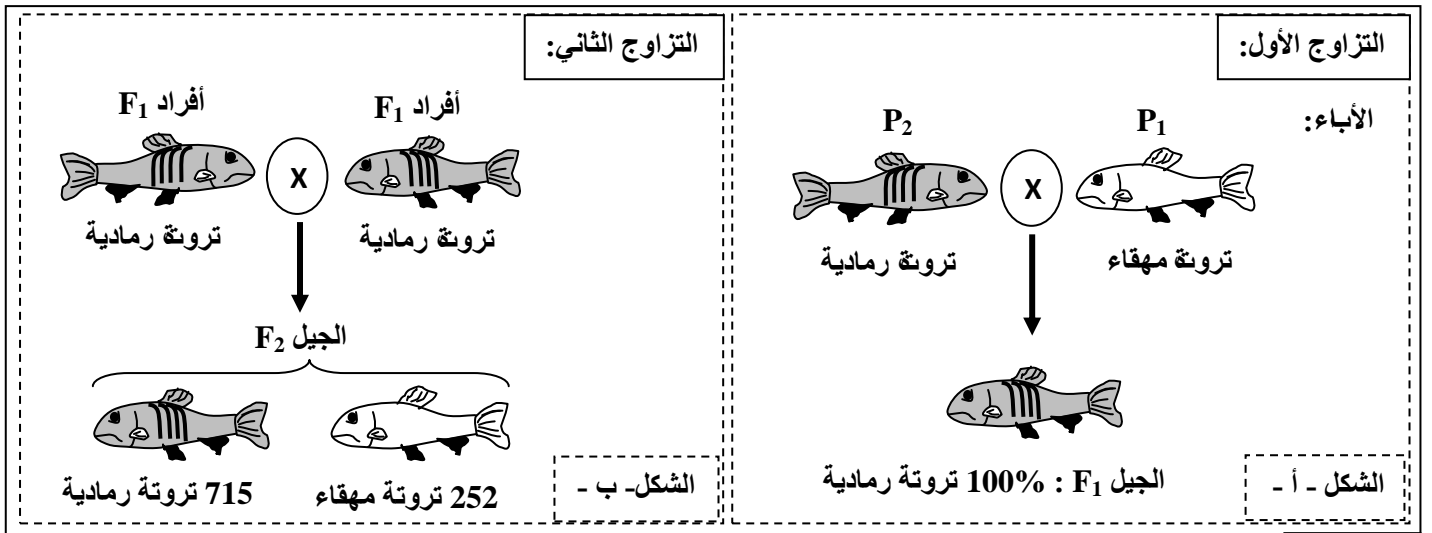 التزاوج الأول:
الأباء:
P1
P2
X
تروتة مهقاء
تروتة رمادية
الجيل F1 : 100% تروتة رمادية
الشكل - أ -
التزاوج الثاني:
أفراد F1
أفراد F1
X
تروتة رمادية
تروتة رمادية
الجيل F2
252 تروتة مهقاء
715 تروتة رمادية
الشكل- ب -